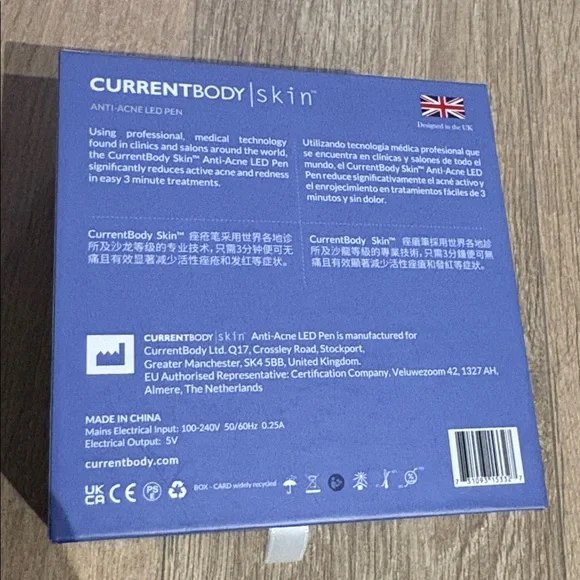 CURRENTBODY|skin™
ANTI-ACNE LED PEN
Designed in the UK
Using professional, medical technology
found in clinics and salons around the world,
the CurrentBody Skin™ Anti-Acne LED Pen
significantly reduces active acne and redness
in easy 3 minute treatments.
Utilizando tecnología médica profesional que
se encuentra en clínicas y salones de todo el
mundo, el CurrentBody Skin™ Anti-Acne LED
Pen reduce significativamente el acné activo y
el enrojecimiento en tratamientos fáciles de 3
minutos y sin dolor.
CurrentBody Skin™ 痤疮笔采用世界各地诊
所及沙龙等级的专业技术，只需3分钟便可无
痛且有效显著减少活性痤疮和发红等症状。
CurrentBody Skin™ 痤瘡筆採用世界各地診
所及沙龍等級的專業技術，只需3分鐘便可無
痛且有效顯著減少活性痤瘡和發紅等症狀。
CURRENTBODY|skin™ Anti-Acne LED Pen is manufactured for
CurrentBody Ltd. Q17, Crossley Road, Stockport,
Greater Manchester, SK4 5BB, United Kingdom.
EU Authorised Representative: Certification Company, Veluwezoom 42, 1327 AH,
Almere, The Netherlands
MADE IN CHINA
Mains Electrical Input: 100-240V 50/60Hz 0.25A
Electrical Output: 5V
currentbody.com
UK
CA CE PS E BOX - CARD widely recycled